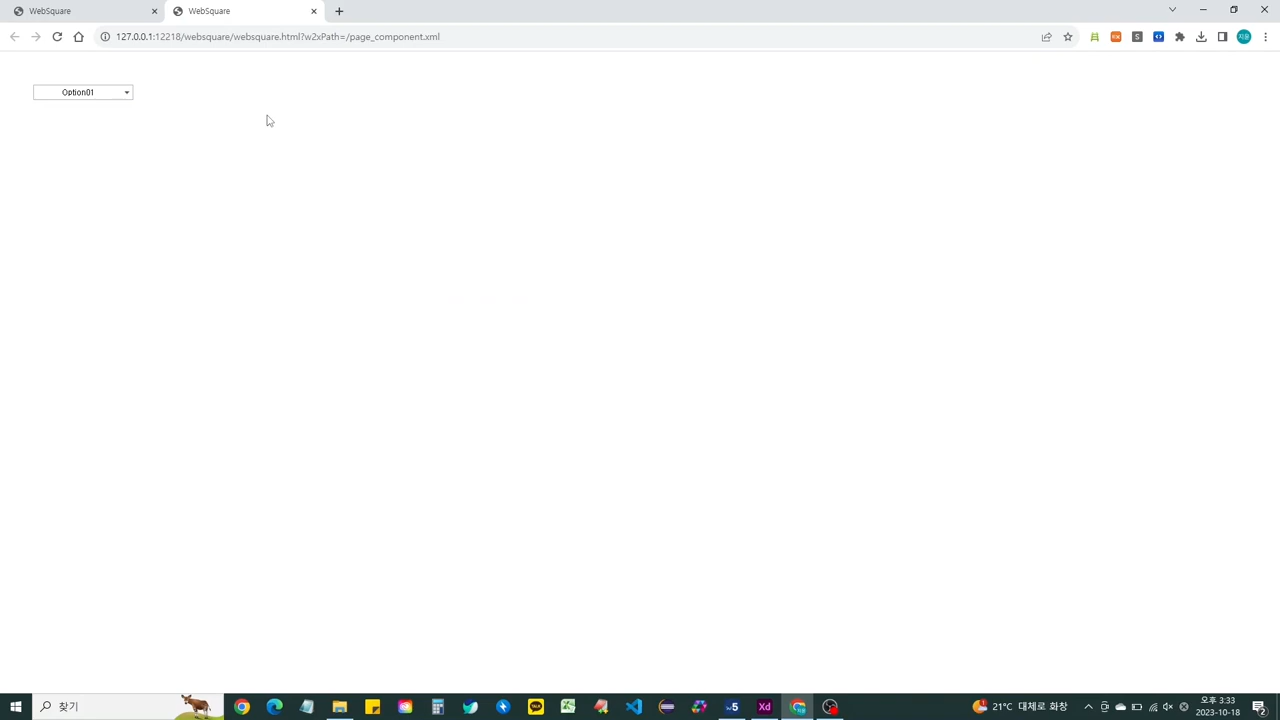 WebSquare
WebSquare
127.0.0.1:12218/websquare/websquare.html?w2xPath=/page_component.xml
Option01
찾기
21°C 대체로 화창
오후 3:33
2023-10-18